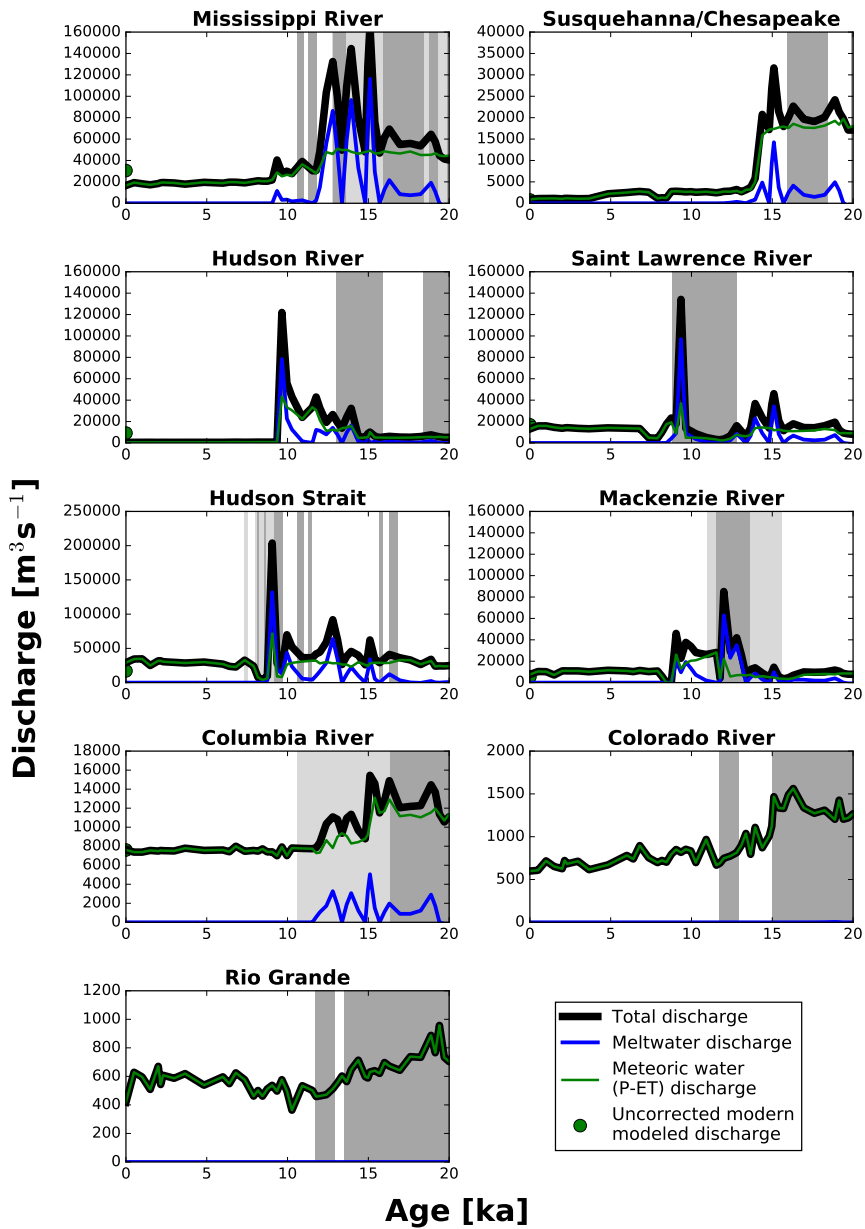 Mississippi River
160000
140000
120000
100000
80000
60000
40000
20000
0
0 5 10 15 20
Susquehanna/Chesapeake
40000
35000
30000
25000
20000
15000
10000
5000
0
0 5 10 15 20
Hudson River
160000
140000
120000
100000
80000
60000
40000
20000
0
0 5 10 15 20
Saint Lawrence River
160000
140000
120000
100000
80000
60000
40000
20000
0
0 5 10 15 20
Discharge [m³s⁻¹]
Hudson Strait
250000
200000
150000
100000
50000
0
0 5 10 15 20
Mackenzie River
160000
140000
120000
100000
80000
60000
40000
20000
0
0 5 10 15 20
Columbia River
18000
16000
14000
12000
10000
8000
6000
4000
2000
0
0 5 10 15 20
Colorado River
2000
1500
1000
500
0
0 5 10 15 20
Rio Grande
1200
1000
800
600
400
200
0
0 5 10 15 20
Total discharge
Meltwater discharge
Meteoric water
(P-ET) discharge
Uncorrected modern
modeled discharge
Age [ka]